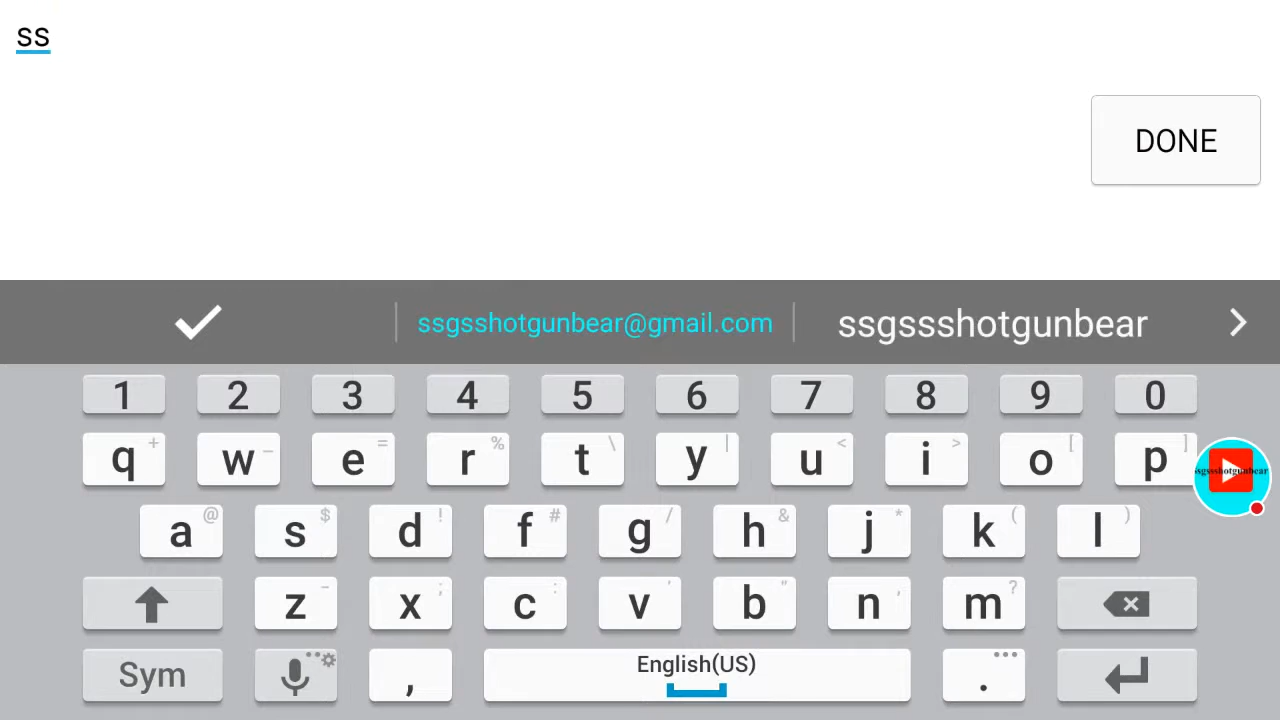 ss
DONE
ssgsshotgunbear@gmail.com ssgssshotgunbear
1 2 3 4 5 6 7 8 9 0
q + w _ e = r % t \ y | u < i > o [ p ]
ssgssshotgunbear
a @ s $ d ! f # g / h & j * k ( l )
z - x ; c : v ' b " n , m ?
Sym , English(US) .